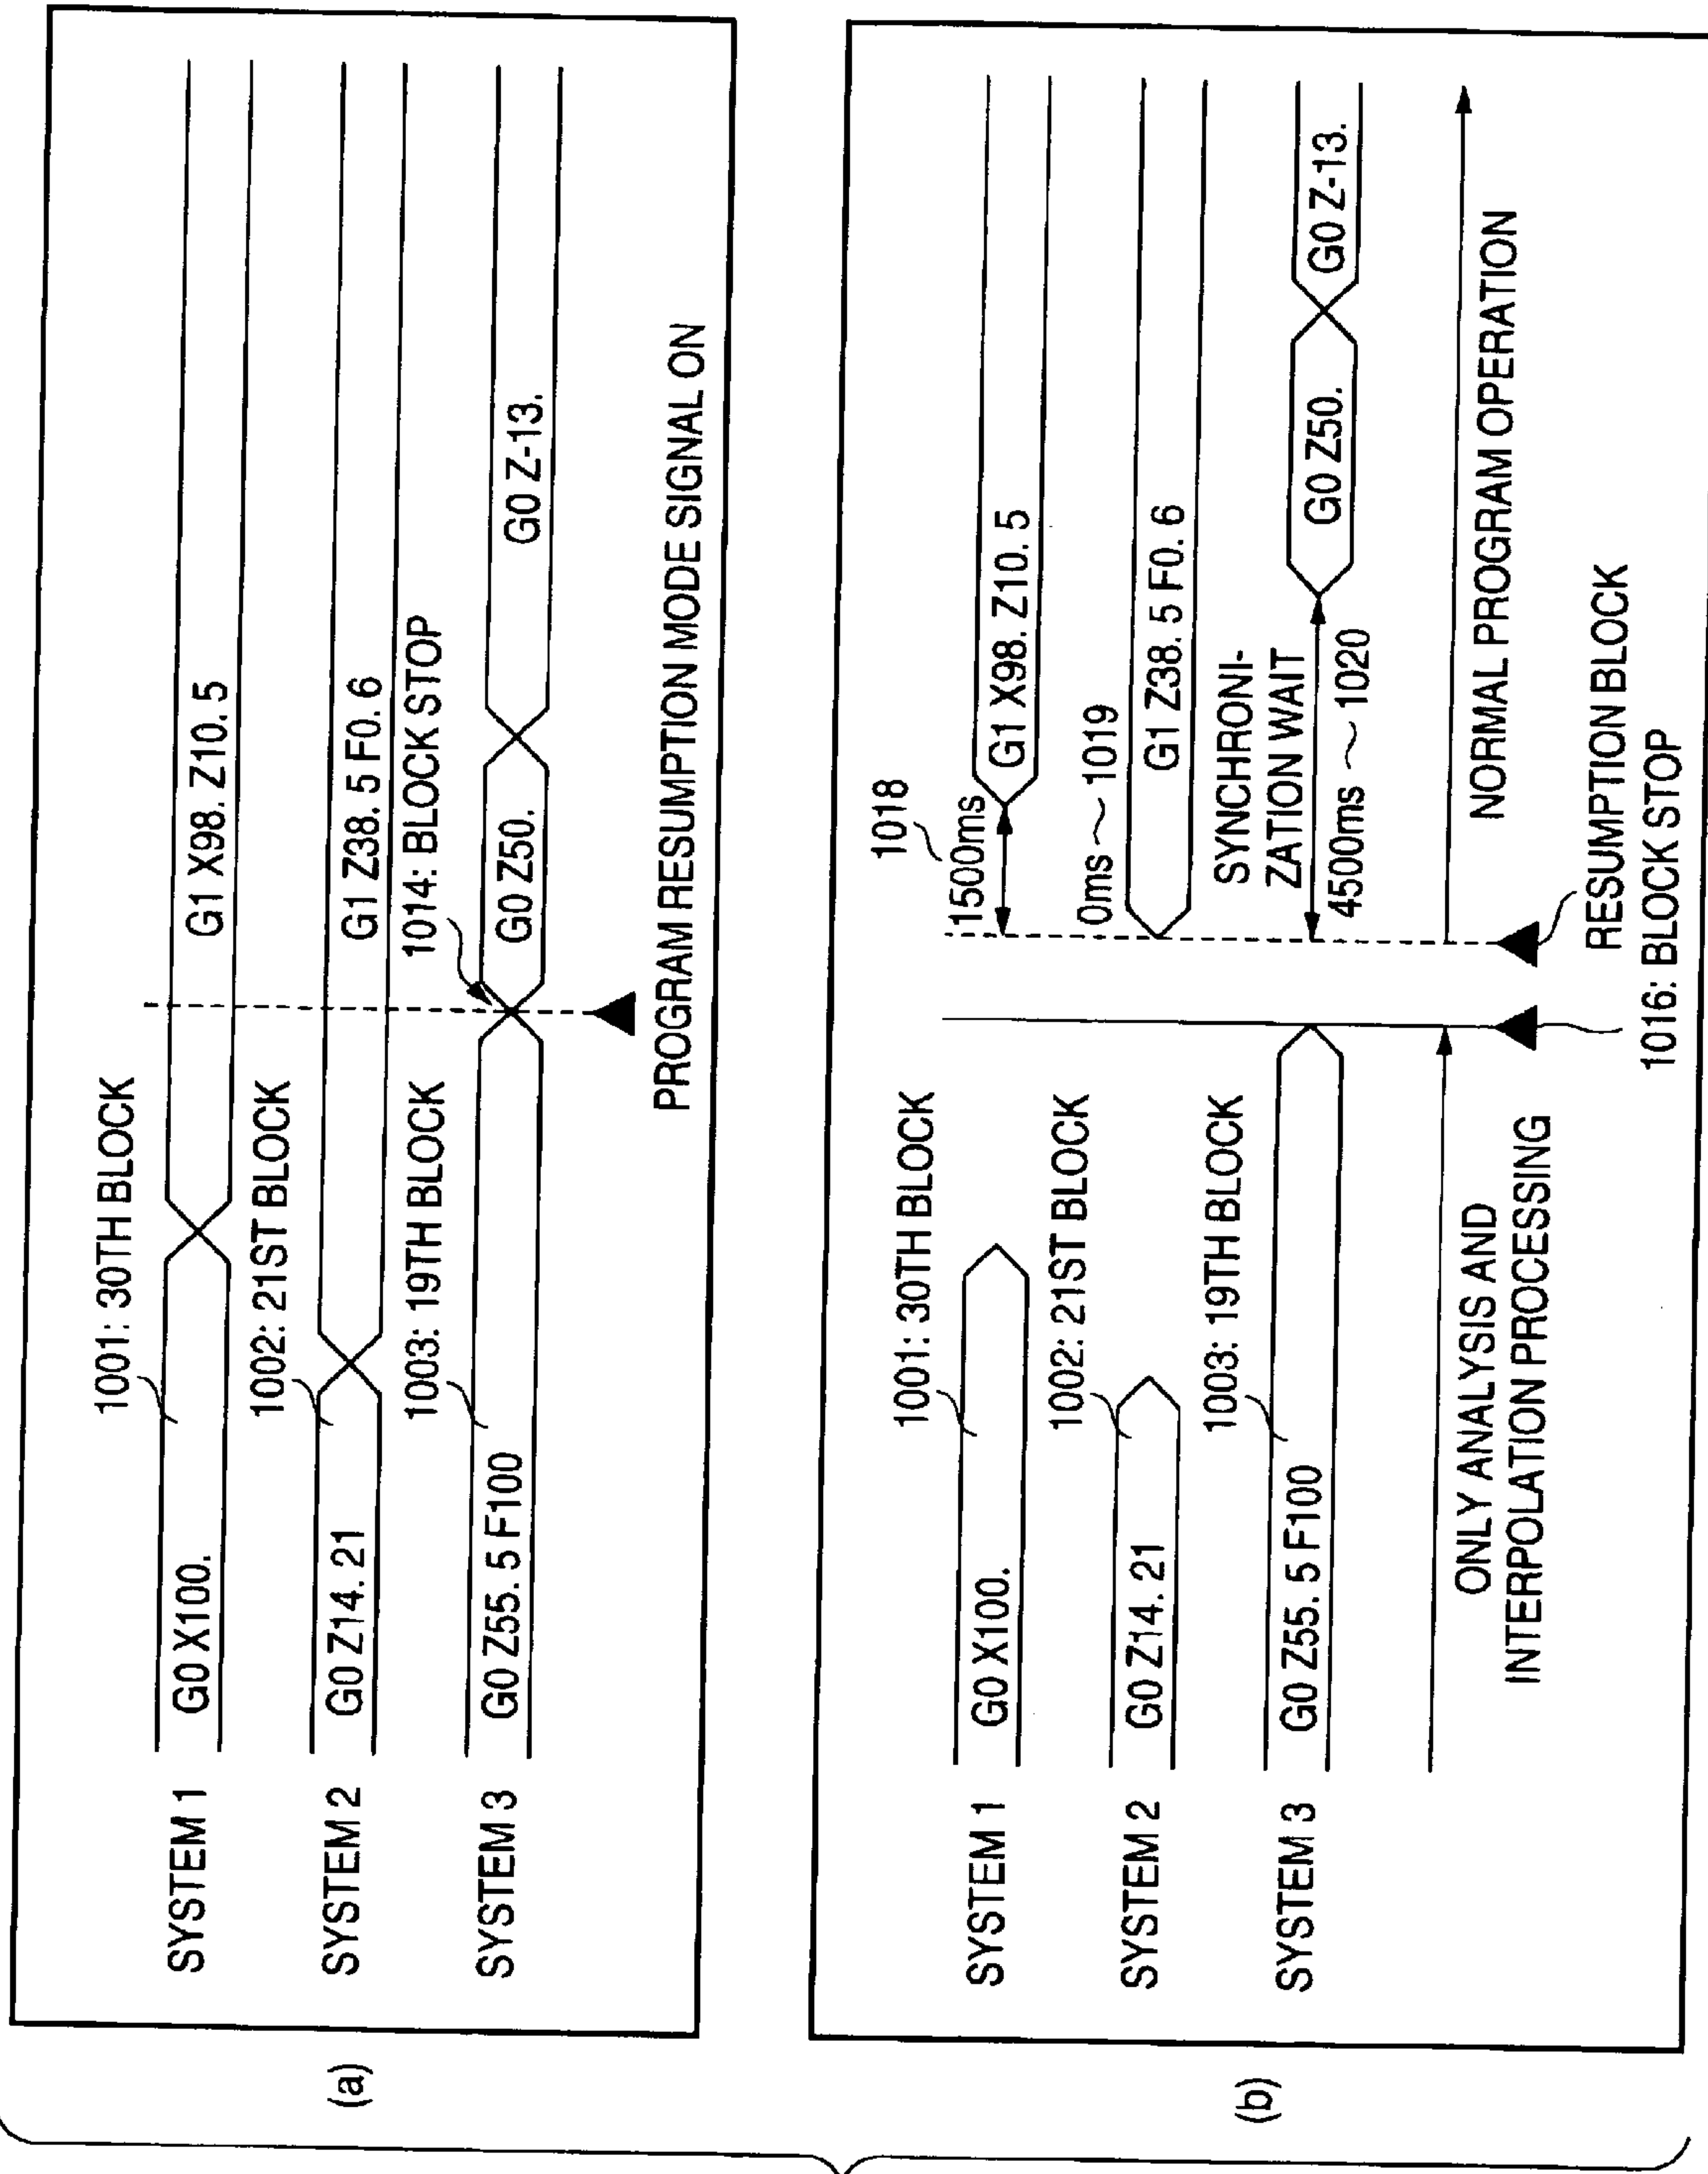 (a)
1001: 30TH BLOCK
SYSTEM 1
G0 X100.
G1 X98. Z10. 5
1002: 21ST BLOCK
SYSTEM 2
G0 Z14. 21
G1 Z38. 5 F0. 6
1003: 19TH BLOCK
1014: BLOCK STOP
SYSTEM 3
G0 Z55. 5 F100
G0 Z50.
G0 Z-13.
PROGRAM RESUMPTION MODE SIGNAL ON
(b)
1018
1001: 30TH BLOCK
1500ms
SYSTEM 1
G0 X100.
G1 X98. Z10. 5
1002: 21ST BLOCK
0ms 1019
SYSTEM 2
G0 Z14. 21
G1 Z38. 5 F0. 6
1003: 19TH BLOCK
SYNCHRONI-
ZATION WAIT
SYSTEM 3
G0 Z55. 5 F100
4500ms 1020
G0 Z50.
G0 Z-13.
ONLY ANALYSIS AND
INTERPOLATION PROCESSING
NORMAL PROGRAM OPERATION
RESUMPTION BLOCK
1016: BLOCK STOP